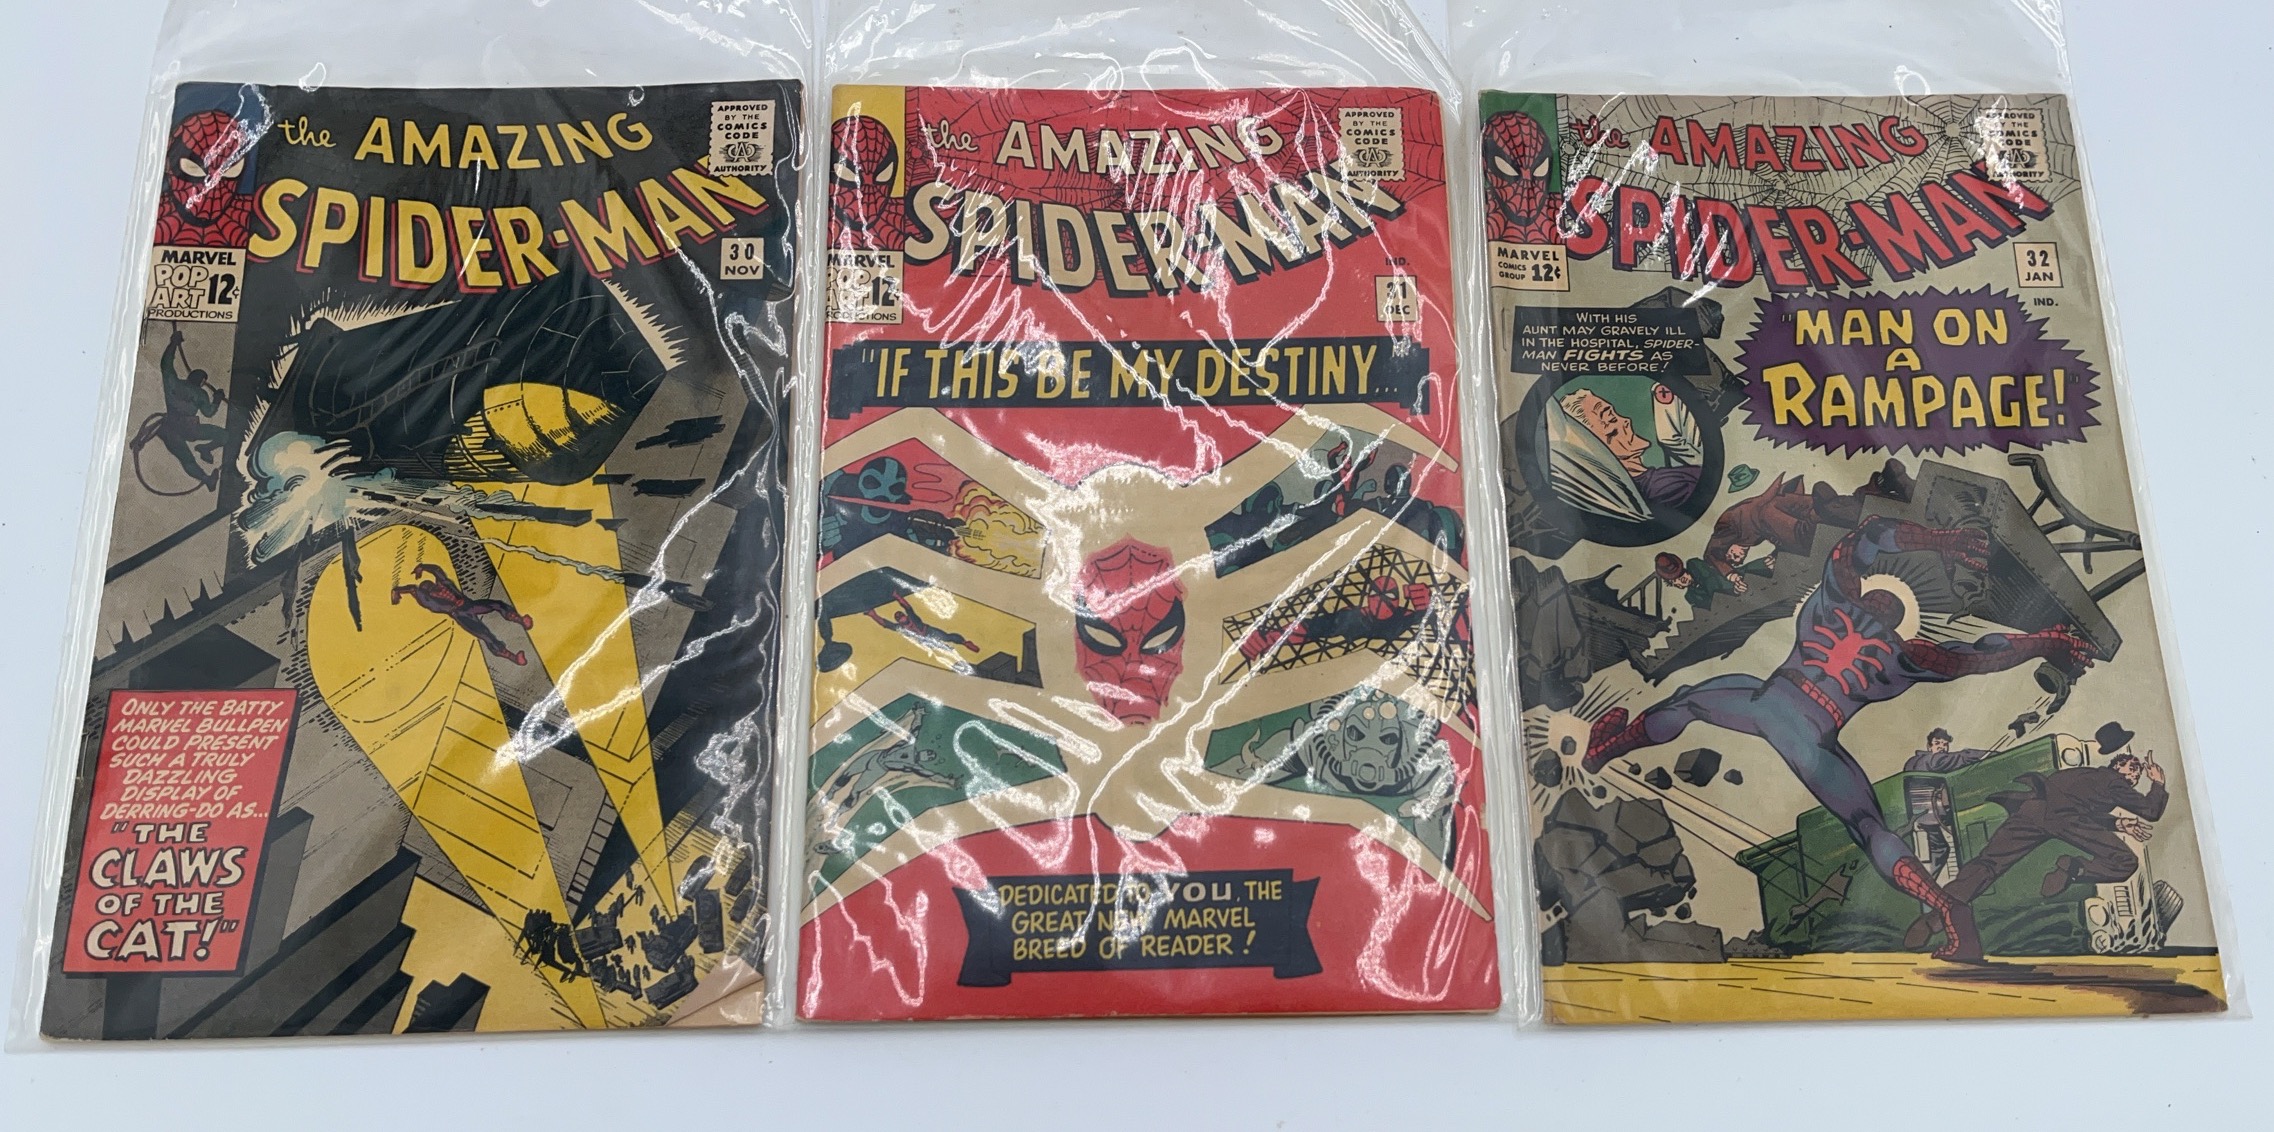 the AMAZING
SPIDER-MAN
APPROVED
BY THE
COMICS
CODE
CA
AUTHORITY
MARVEL
POP
ART 12¢
PRODUCTIONS
30
NOV
ONLY THE BATTY
MARVEL BULLPEN
COULD PRESENT
SUCH A TRULY
DAZZLING
DISPLAY OF
DERRING-DO AS...
"THE
CLAWS
OF THE
CAT!"
the AMAZING
SPIDER-MAN
APPROVED
BY THE
COMICS
CODE
CA
AUTHORITY
MARVEL
POP
ART 12¢
PRODUCTIONS
IND.
31
DEC
"IF THIS BE MY DESTINY..."
DEDICATED TO YOU, THE
GREAT NEW MARVEL
BREED OF READER!
the AMAZING
SPIDER-MAN
APPROVED
BY THE
COMICS
CODE
CA
AUTHORITY
MARVEL
COMICS
GROUP 12¢
32
JAN
IND.
WITH HIS
AUNT MAY GRAVELY ILL
IN THE HOSPITAL, SPIDER-
MAN FIGHTS AS
NEVER BEFORE!
"MAN ON
A
RAMPAGE!"